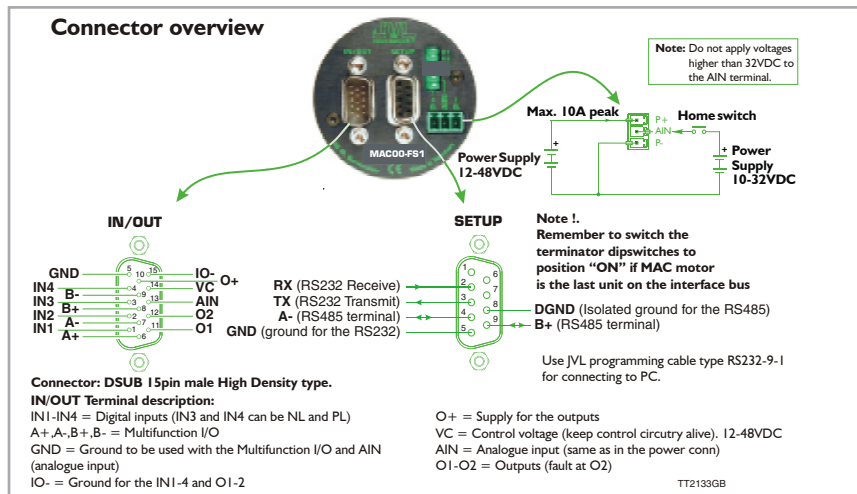 Connector overview
Note: Do not apply voltages
higher than 32VDC to
the AIN terminal.
IN/OUT
SETUP
MAC00-FS1
Max. 10A peak
P+
AIN
P-
Home switch
+
Power Supply
12-48VDC
+
Power
Supply
10-32VDC
IN/OUT
GND
IN4
B-
IN3
B+
IN2
A-
IN1
A+
5
10
15
4
14
9
3
13
8
2
12
7
1
11
6
IO-
O+
VC
AIN
O2
O1
SETUP
RX (RS232 Receive)
TX (RS232 Transmit)
A- (RS485 terminal)
GND (ground for the RS232)
1
2
3
4
5
6
7
8
9
DGND (Isolated ground for the RS485)
B+ (RS485 terminal)
Note !.
Remember to switch the
terminator dipswitches to
position “ON” if MAC motor
is the last unit on the interface bus
Use JVL programming cable type RS232-9-1
for connecting to PC.
Connector: DSUB 15pin male High Density type.
IN/OUT Terminal description:
IN1-IN4 = Digital inputs (IN3 and IN4 can be NL and PL)
A+,A-,B+,B- = Multifunction I/O
GND = Ground to be used with the Multifunction I/O and AIN
(analogue input)
IO- = Ground for the IN1-4 and O1-2
O+ = Supply for the outputs
VC = Control voltage (keep control circutry alive). 12-48VDC
AIN = Analogue input (same as in the power conn)
O1-O2 = Outputs (fault at O2)
TT2133GB